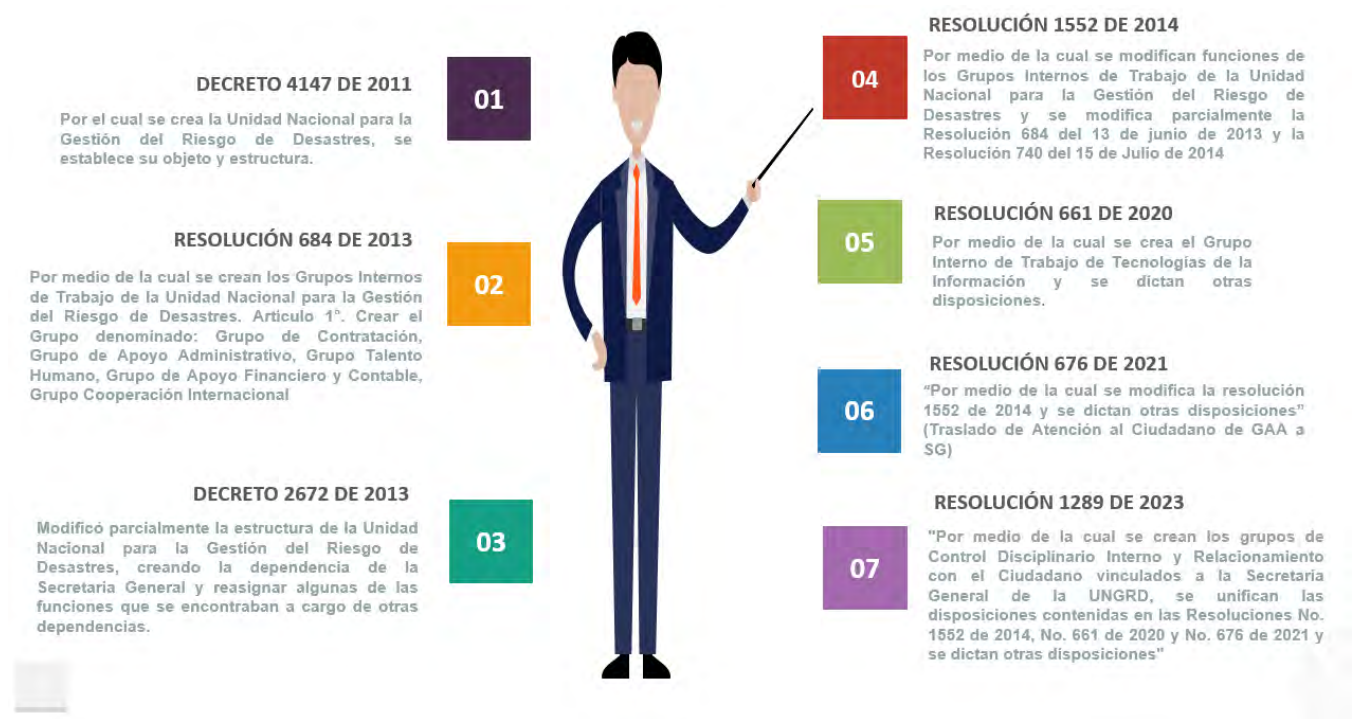 DECRETO 4147 DE 2011
01
Por el cual se crea la Unidad Nacional para la
Gestión del Riesgo de Desastres, se
establece su objeto y estructura.
RESOLUCIÓN 684 DE 2013
02
Por medio de la cual se crean los Grupos Internos
de Trabajo de la Unidad Nacional para la Gestión
del Riesgo de Desastres. Articulo 1°. Crear el
Grupo denominado: Grupo de Contratación,
Grupo de Apoyo Administrativo, Grupo Talento
Humano, Grupo de Apoyo Financiero y Contable,
Grupo Cooperación Internacional
DECRETO 2672 DE 2013
03
Modificó parcialmente la estructura de la Unidad
Nacional para la Gestión del Riesgo de
Desastres, creando la dependencia de la
Secretaría General y reasignar algunas de las
funciones que se encontraban a cargo de otras
dependencias.
RESOLUCIÓN 1552 DE 2014
04
Por medio de la cual se modifican funciones de
los Grupos Internos de Trabajo de la Unidad
Nacional para la Gestión del Riesgo de
Desastres y se modifica parcialmente la
Resolución 684 del 13 de junio de 2013 y la
Resolución 740 del 15 de Julio de 2014
RESOLUCIÓN 661 DE 2020
05
Por medio de la cual se crea el Grupo
Interno de Trabajo de Tecnologías de la
Información y se dictan otras
disposiciones.
RESOLUCIÓN 676 DE 2021
06
“Por medio de la cual se modifica la resolución
1552 de 2014 y se dictan otras disposiciones”
(Traslado de Atención al Ciudadano de GAA a
SG)
RESOLUCIÓN 1289 DE 2023
07
"Por medio de la cual se crean los grupos de
Control Disciplinario Interno y Relacionamiento
con el Ciudadano vinculados a la Secretaría
General de la UNGRD, se unifican las
disposiciones contenidas en las Resoluciones No.
1552 de 2014, No. 661 de 2020 y No. 676 de 2021 y
se dictan otras disposiciones"